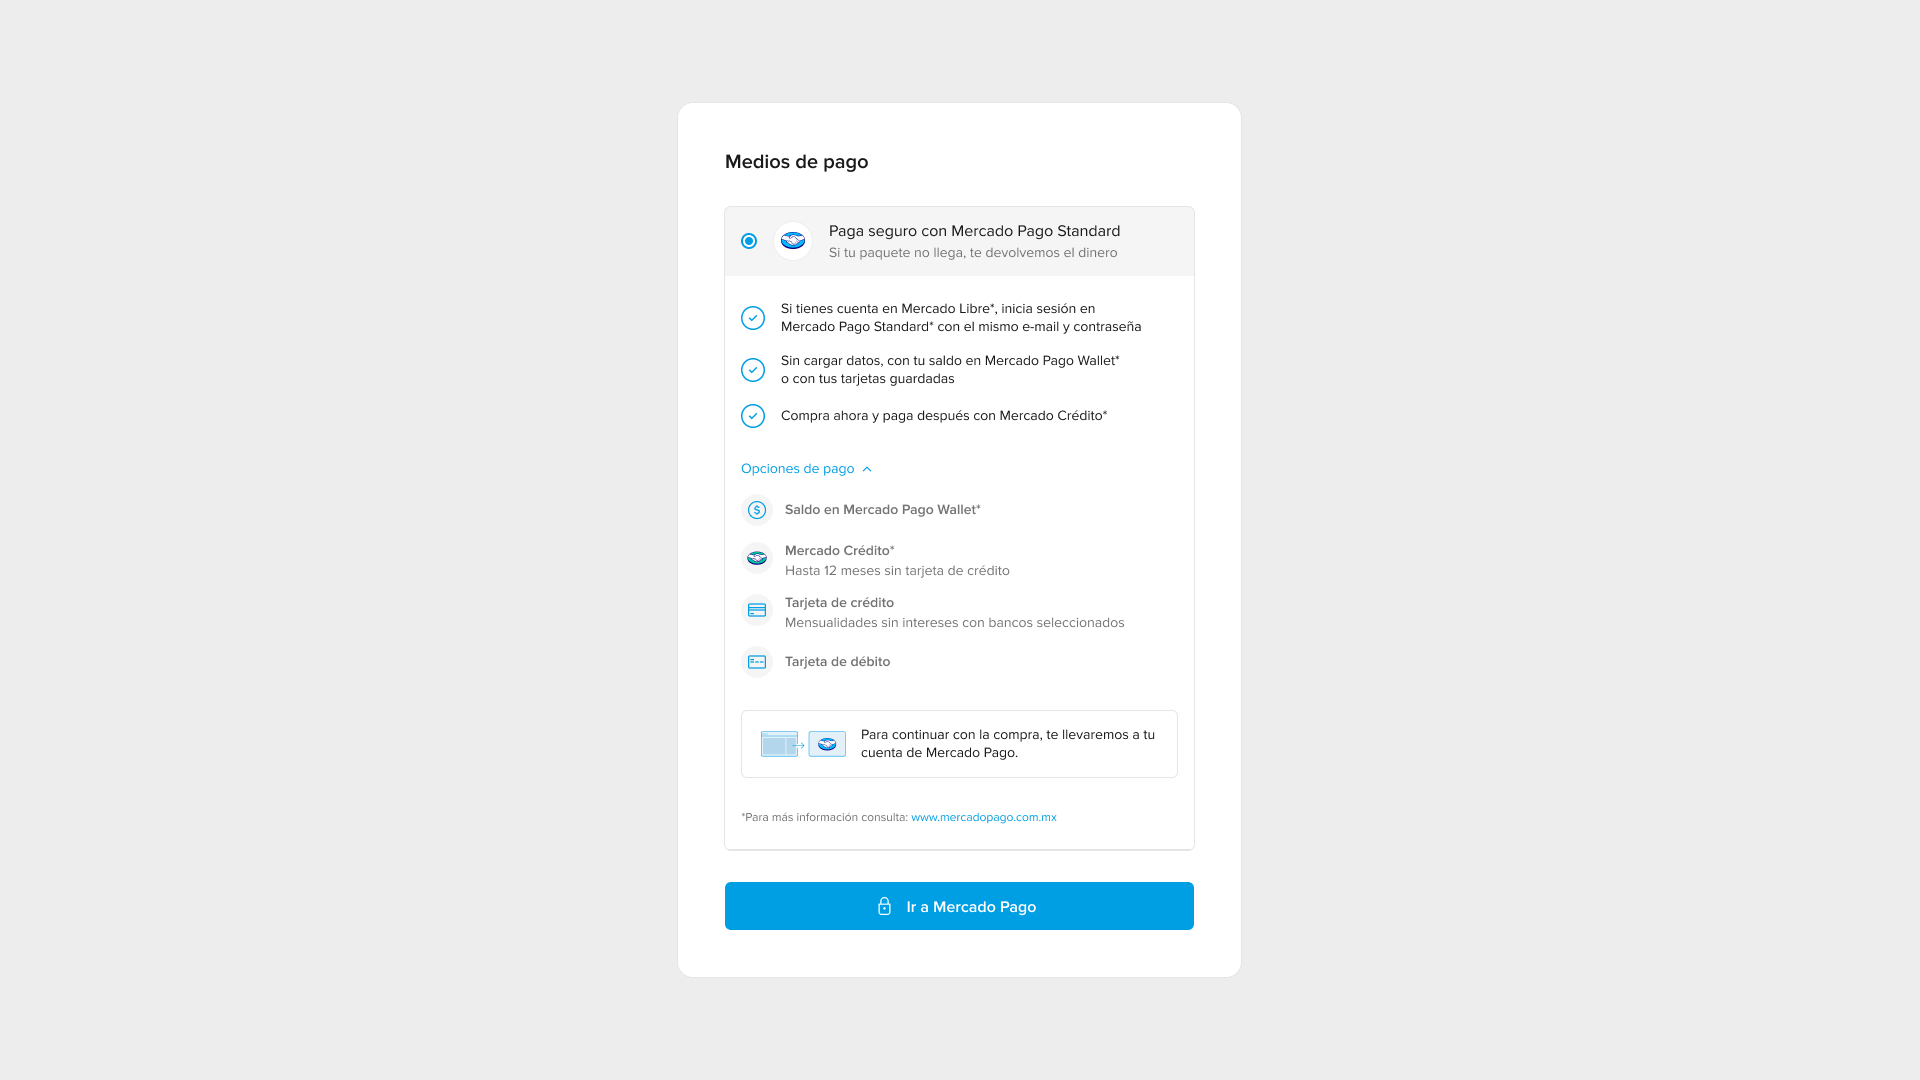 Medios de pago
Paga seguro con Mercado Pago Standard
Si tu paquete no llega, te devolvemos el dinero
Si tienes cuenta en Mercado Libre*, inicia sesión en
Mercado Pago Standard* con el mismo e-mail y contraseña
Sin cargar datos, con tu saldo en Mercado Pago Wallet*
o con tus tarjetas guardadas
Compra ahora y paga después con Mercado Crédito*
Opciones de pago
Saldo en Mercado Pago Wallet*
Mercado Crédito*
Hasta 12 meses sin tarjeta de crédito
Tarjeta de crédito
Mensualidades sin intereses con bancos seleccionados
Tarjeta de débito
Para continuar con la compra, te llevaremos a tu
cuenta de Mercado Pago.
*Para más información consulta: www.mercadopago.com.mx
Ir a Mercado Pago